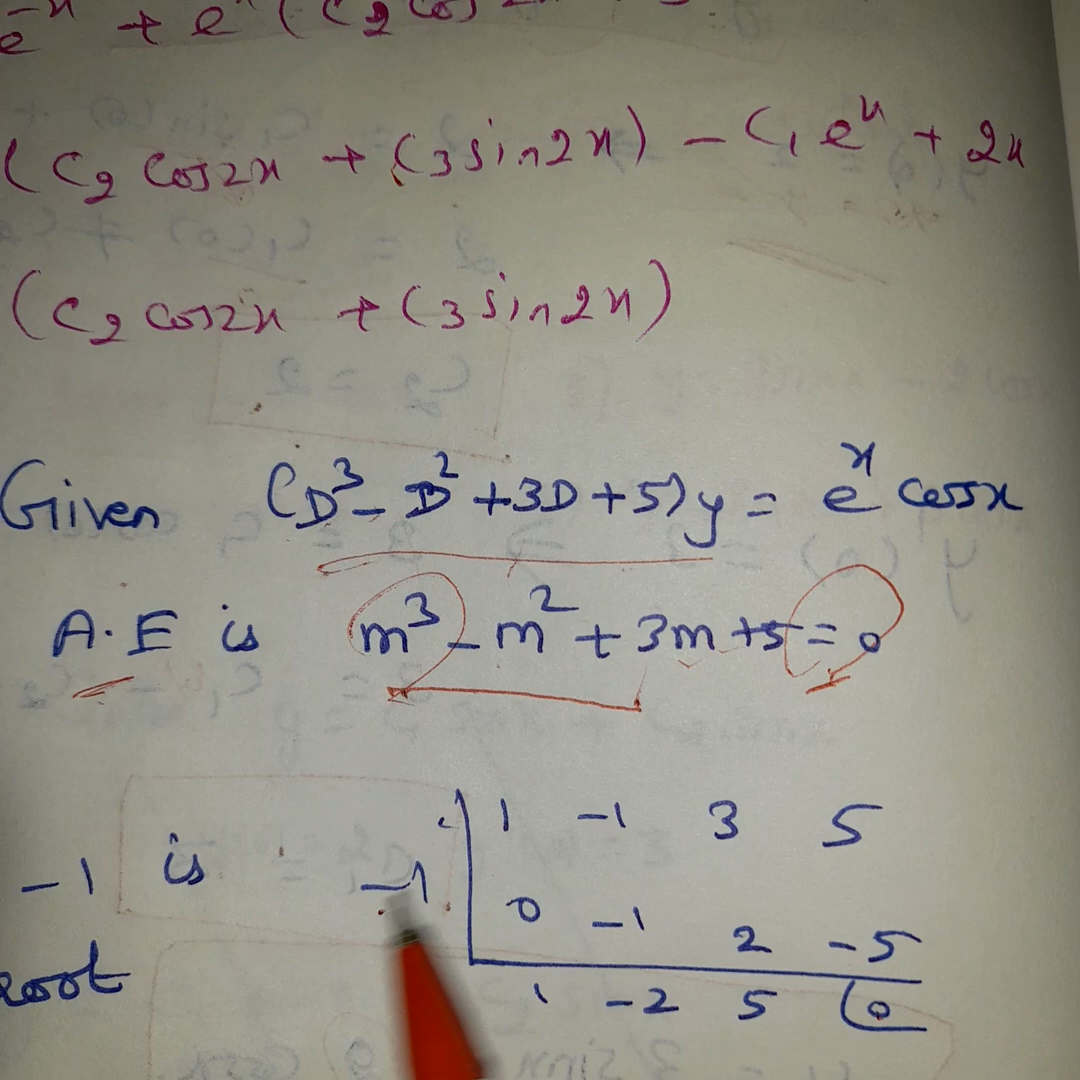 e^-x + e^x (C2 cos2
(C2 cos2x + C3 sin2x) - C1 e^x + 2x
(C2 cos2x + C3 sin2x)
Given (D³ - D² + 3D + 5)y = e^x cosx
A.E is m³ - m² + 3m + 5 = 0
-1 is -1 | 1 -1 3 5
0 -1 2 -5
root 1 -2 5 0